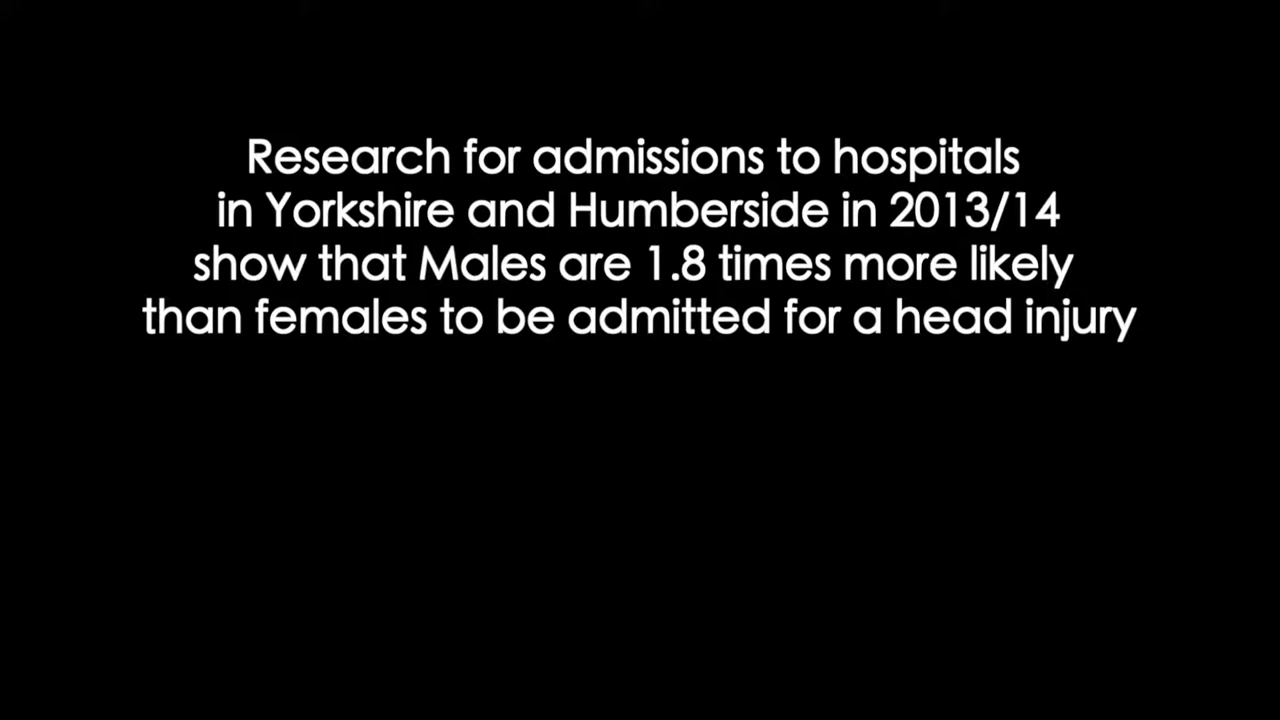 Research for admissions to hospitals
in Yorkshire and Humberside in 2013/14
show that Males are 1.8 times more likely
than females to be admitted for a head injury